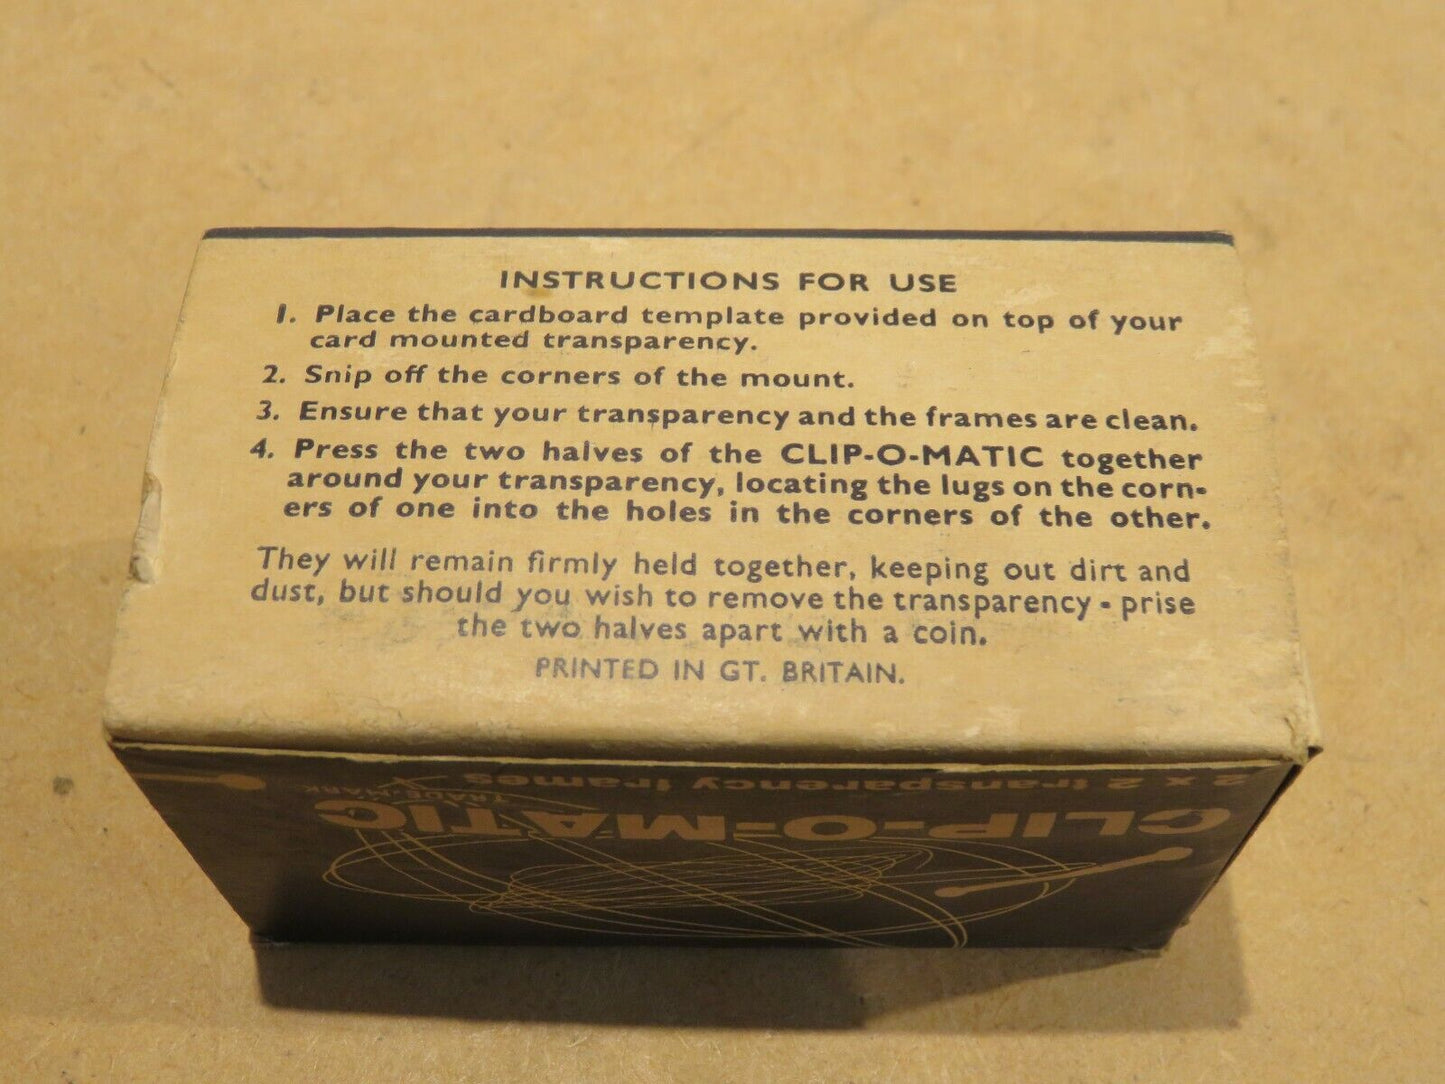 INSTRUCTIONS FOR USE
1. Place the cardboard template provided on top of your
card mounted transparency.
2. Snip off the corners of the mount.
3. Ensure that your transparency and the frames are clean.
4. Press the two halves of the CLIP-O-MATIC together
around your transparency, locating the lugs on the corn-
ers of one into the holes in the corners of the other.
They will remain firmly held together, keeping out dirt and
dust, but should you wish to remove the transparency - prise
the two halves apart with a coin.
PRINTED IN GT. BRITAIN.
CLIP-O-MATIC
TRADE-MARK
2 x 2 transparency frames